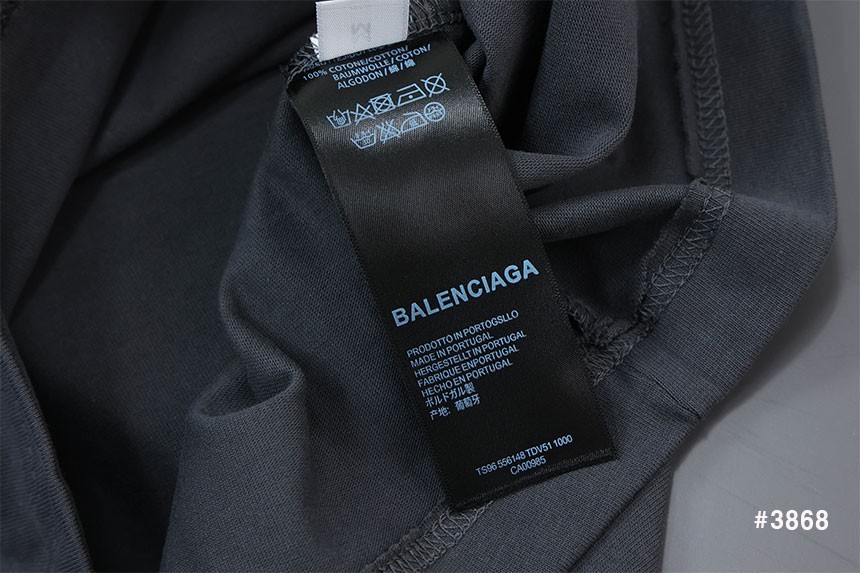 M
100% COTONE/COTTON/
BAUMWOLLE / COTON/
ALGODON / 綿 / 棉
BALENCIAGA
PRODOTTO IN PORTOGSLLO
MADE IN PORTUGAL
HERGESTELLT IN PORTUGAL
FABRIQUE ENPORTUGAL
HECHO EN PORTUGAL
ポルドガル製
产地: 葡萄牙
TS96 556148 TDV51 1000
CA00985
#3868